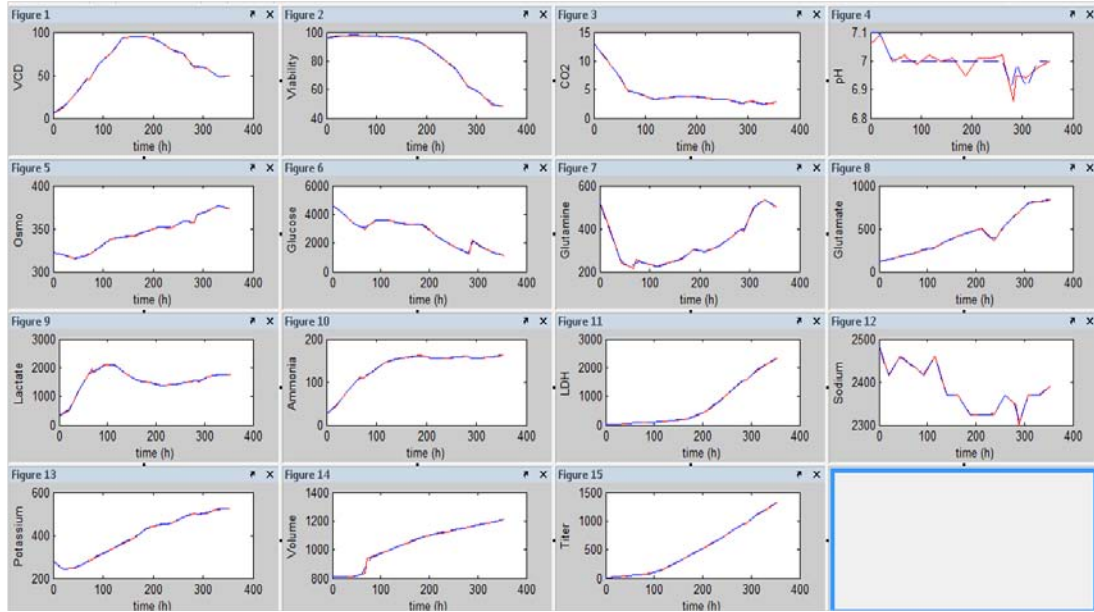 Figure 1
100
50
0
VCD
0 100 200 300 400
time (h)
Figure 2
100
80
60
40
Viability
0 100 200 300 400
time (h)
Figure 3
15
10
5
0
CO2
0 100 200 300 400
time (h)
Figure 4
7.1
7
6.9
6.8
pH
0 100 200 300 400
time (h)
Figure 5
400
350
300
Osmo
0 100 200 300 400
time (h)
Figure 6
6000
4000
2000
0
Glucose
0 100 200 300 400
time (h)
Figure 7
600
400
200
Glutamine
0 100 200 300 400
time (h)
Figure 8
1000
500
0
Glutamate
0 100 200 300 400
time (h)
Figure 9
3000
2000
1000
0
Lactate
0 100 200 300 400
time (h)
Figure 10
200
100
0
Ammonia
0 100 200 300 400
time (h)
Figure 11
3000
2000
1000
0
LDH
0 100 200 300 400
time (h)
Figure 12
2500
2400
2300
Sodium
0 100 200 300 400
time (h)
Figure 13
600
400
200
Potassium
0 100 200 300 400
time (h)
Figure 14
1400
1200
1000
800
Volume
0 100 200 300 400
time (h)
Figure 15
1500
1000
500
0
Titer
0 100 200 300 400
time (h)